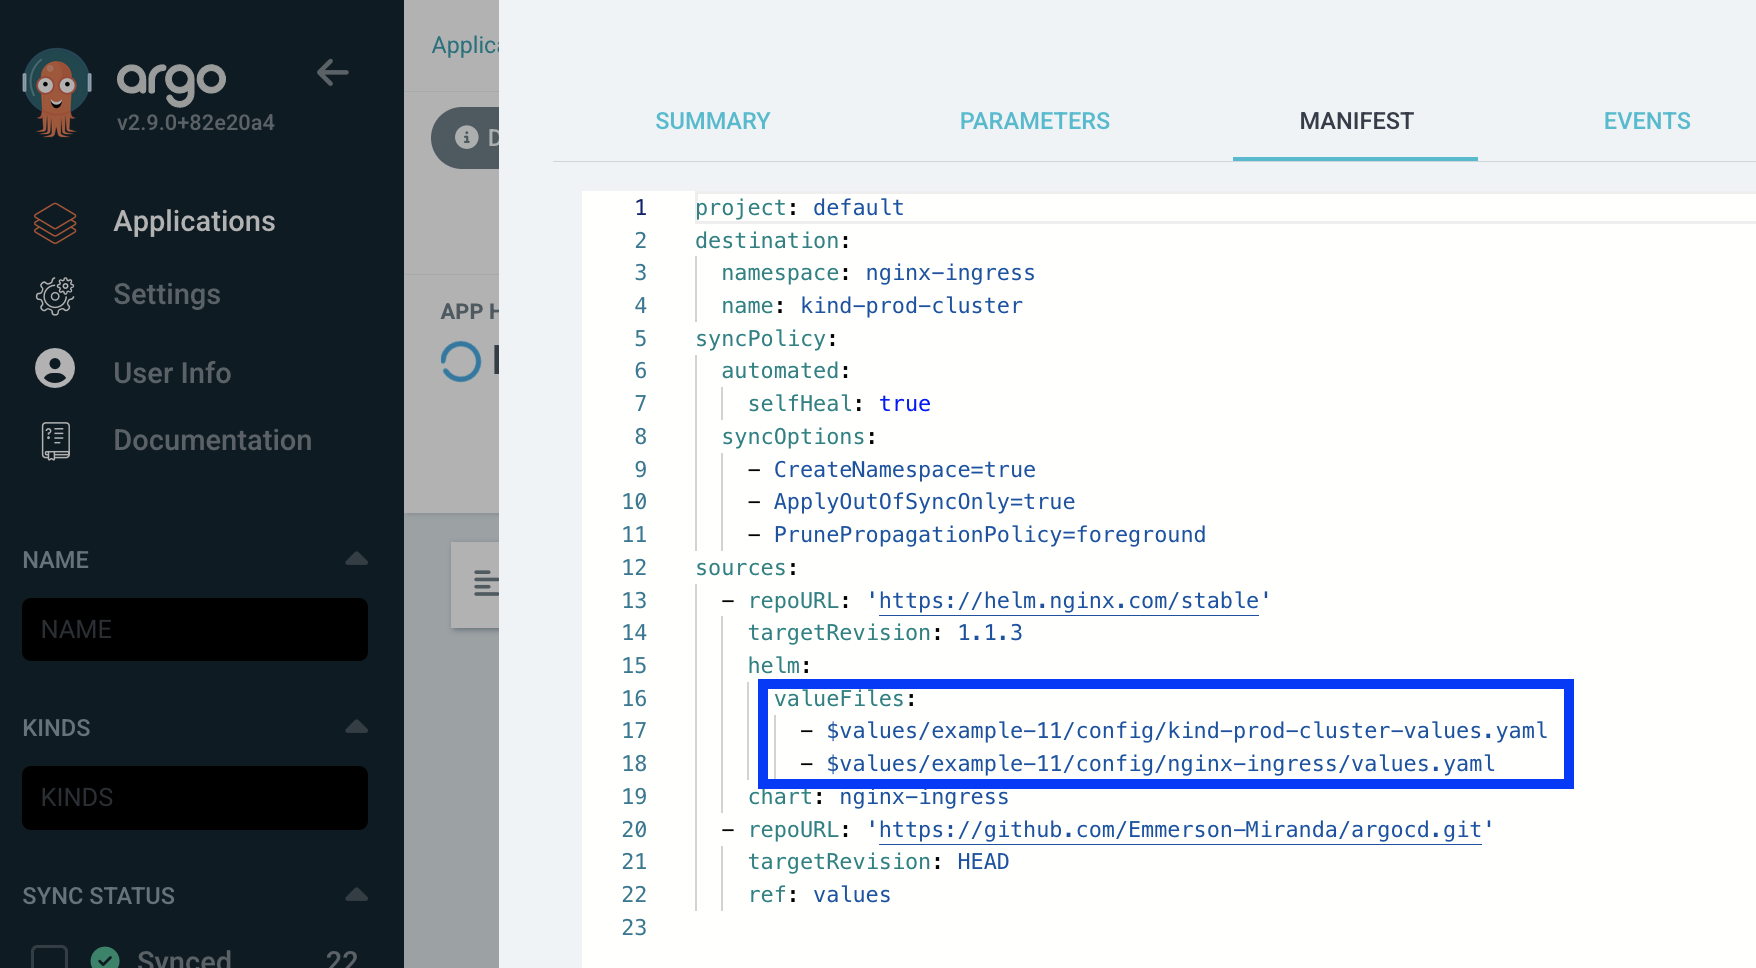 argo
v2.9.0+82e20a4
Applications
Settings
User Info
Documentation
NAME
NAME
KINDS
KINDS
SYNC STATUS
Synced 22
Applica
D
APP H
SUMMARY PARAMETERS MANIFEST EVENTS
1 project: default
2 destination:
3 namespace: nginx-ingress
4 name: kind-prod-cluster
5 syncPolicy:
6 automated:
7 selfHeal: true
8 syncOptions:
9 - CreateNamespace=true
10 - ApplyOutOfSyncOnly=true
11 - PrunePropagationPolicy=foreground
12 sources:
13 - repoURL: 'https://helm.nginx.com/stable'
14 targetRevision: 1.1.3
15 helm:
16 valueFiles:
17 - $values/example-11/config/kind-prod-cluster-values.yaml
18 - $values/example-11/config/nginx-ingress/values.yaml
19 chart: nginx-ingress
20 - repoURL: 'https://github.com/Emmerson-Miranda/argocd.git'
21 targetRevision: HEAD
22 ref: values
23